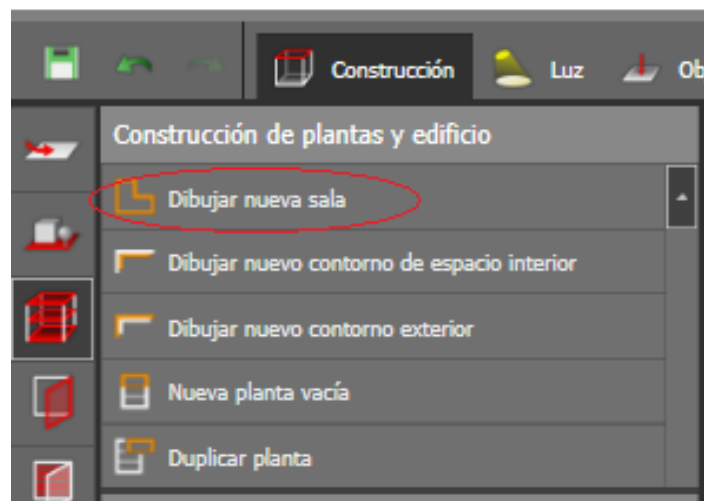 Construcción Luz Ob
Construcción de plantas y edificio
Dibujar nueva sala
Dibujar nuevo contorno de espacio interior
Dibujar nuevo contorno exterior
Nueva planta vacía
Duplicar planta